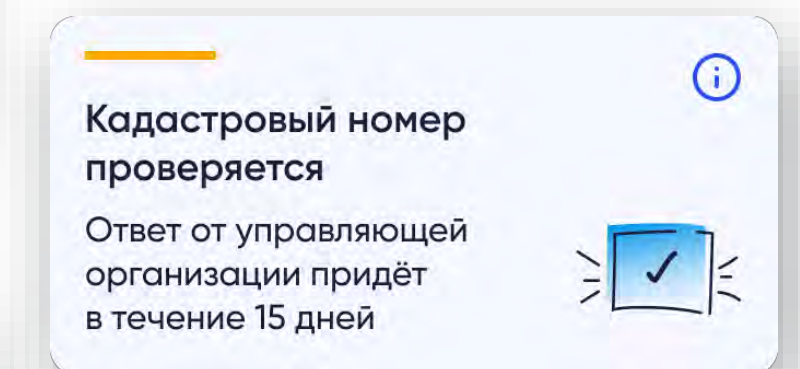 Кадастровый номер
проверяется
Ответ от управляющей
организации придёт
в течение 15 дней